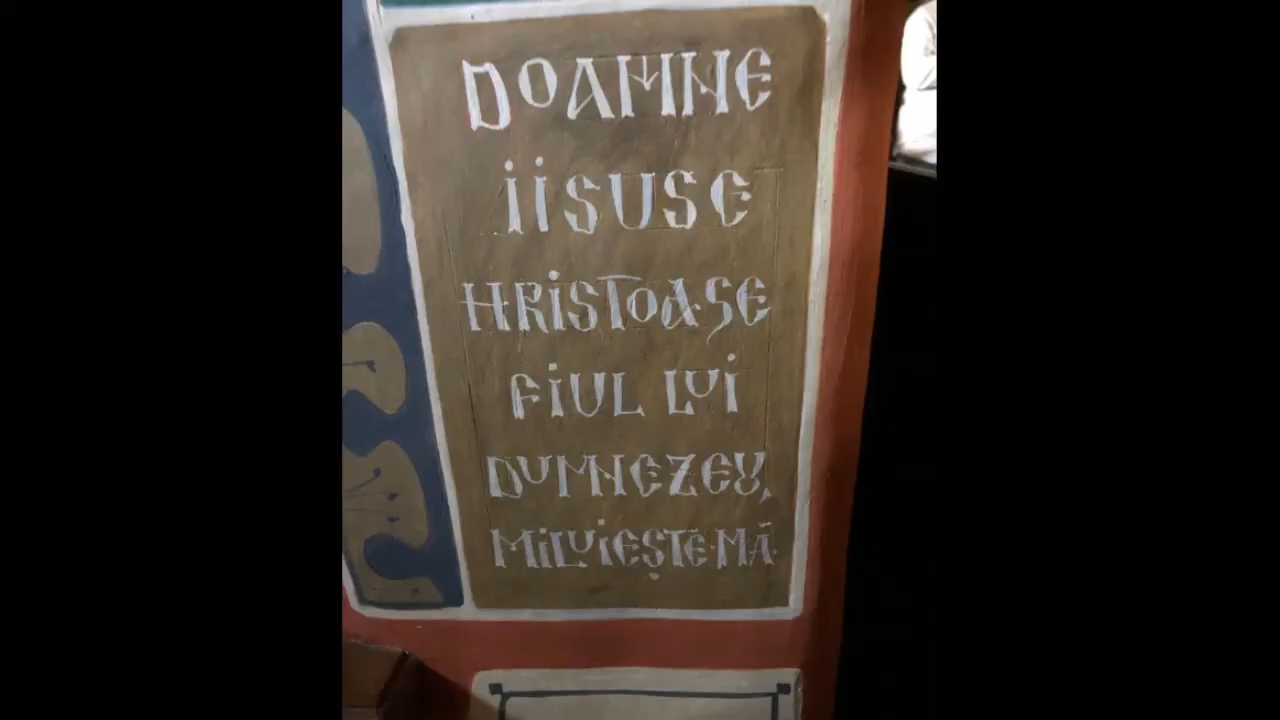 DOAMNE
IISUSE
HRISTOASE
FIUL LUI
DUMNEZEU,
MILUIEȘTE-MĂ